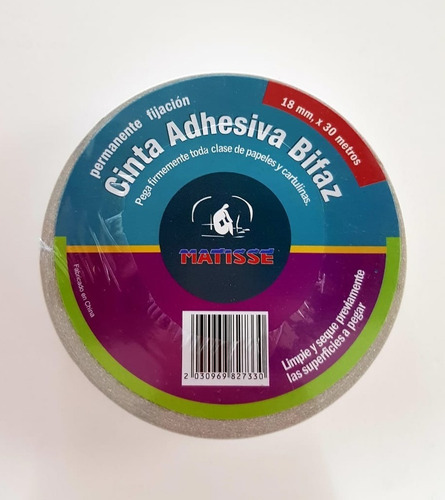 permanente fijación
Cinta Adhesiva Bifaz
18 mm, x 30 metros
Pega firmemente toda clase de papeles y cartulinas.
MATISSE
Fabricado en China
Limpie y seque previamente
las superficies a pegar
2 030969 827330